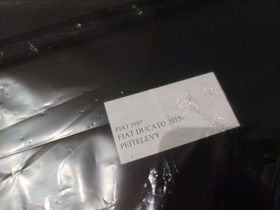 FIAT 3107
FIAT DUCATO 2015-
PEITELEVY